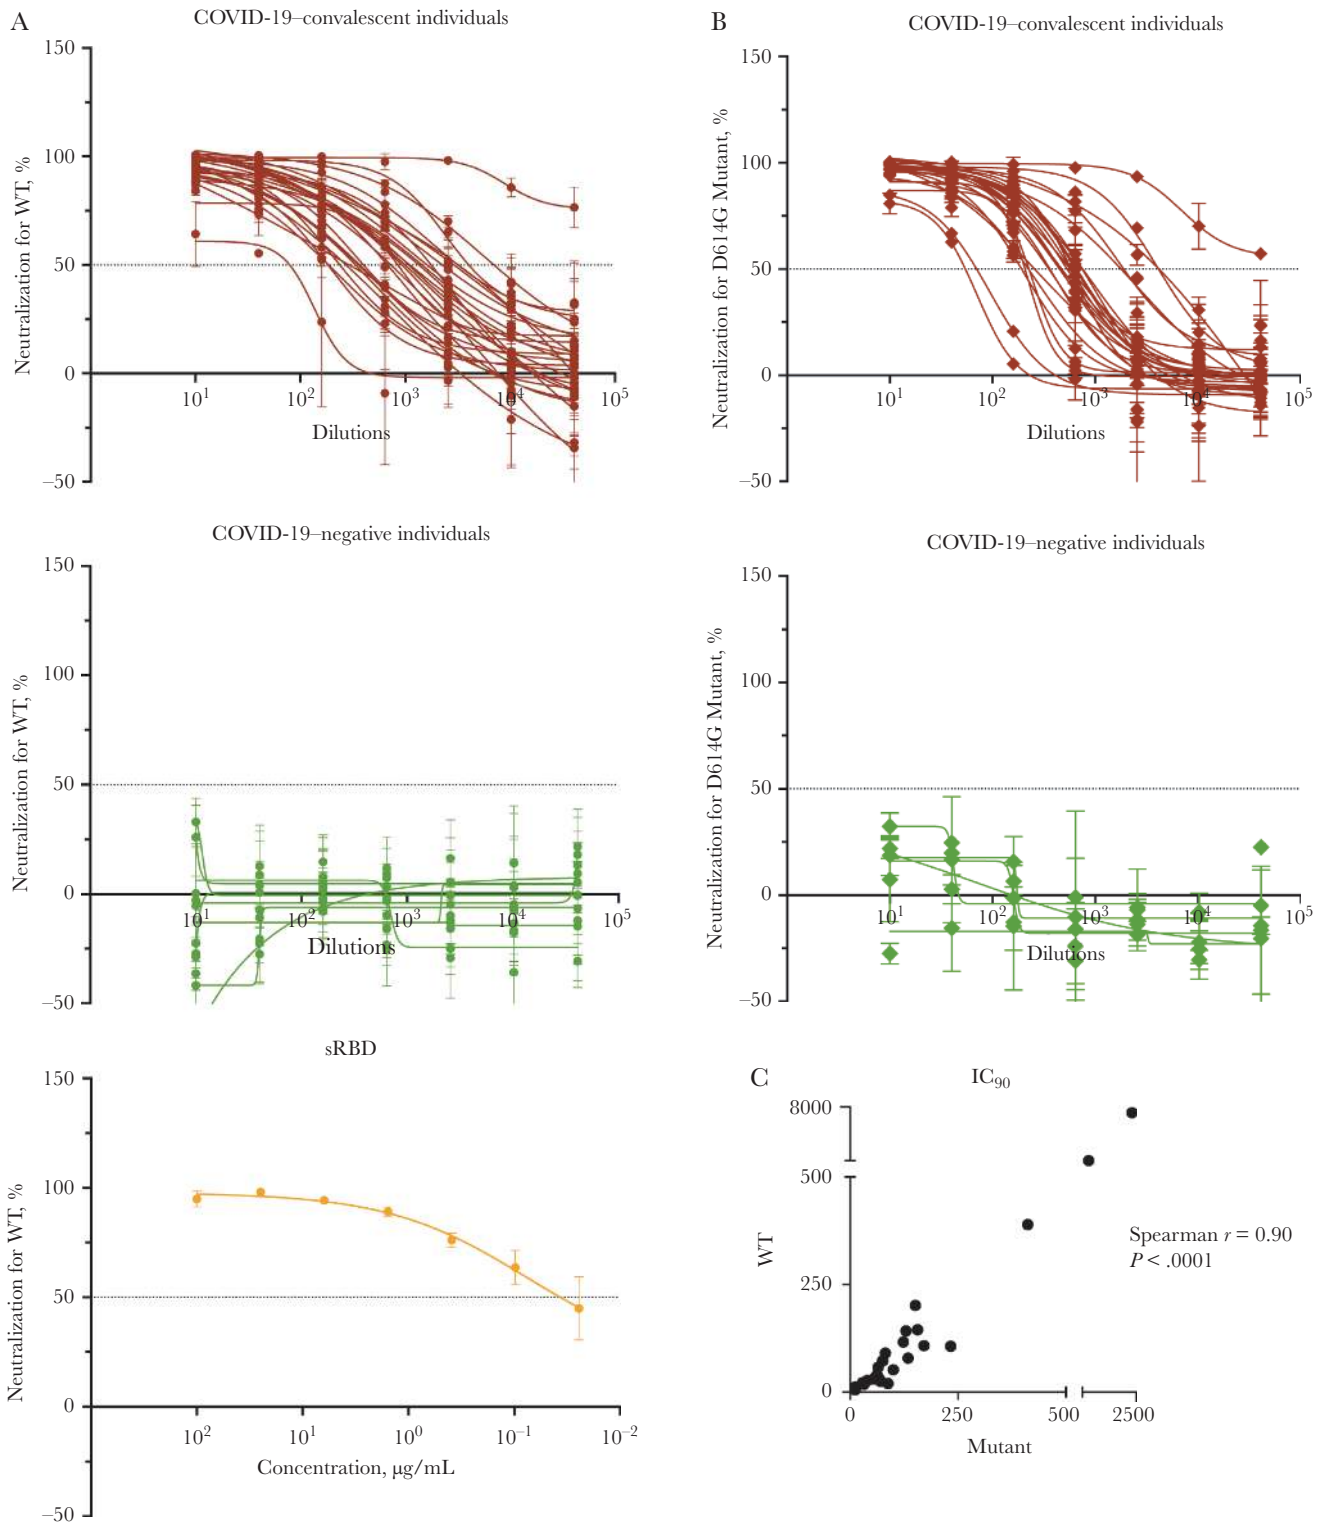 A
COVID-19–convalescent individuals
Neutralization for WT, %
150
100
50
0
–50
10¹ 10² 10³ 10⁴ 10⁵
Dilutions
COVID-19–negative individuals
Neutralization for WT, %
150
100
50
0
–50
10¹ 10² 10³ 10⁴ 10⁵
Dilutions
sRBD
Neutralization for WT, %
150
100
50
0
–50
10² 10¹ 10⁰ 10⁻¹ 10⁻²
Concentration, µg/mL
B
COVID-19–convalescent individuals
Neutralization for D614G Mutant, %
150
100
50
0
–50
10¹ 10² 10³ 10⁴ 10⁵
Dilutions
COVID-19–negative individuals
Neutralization for D614G Mutant, %
150
100
50
0
–50
10¹ 10² 10³ 10⁴ 10⁵
Dilutions
C
IC₉₀
WT
8000
500
250
0
0 250 500 2500
Mutant
Spearman r = 0.90
P < .0001